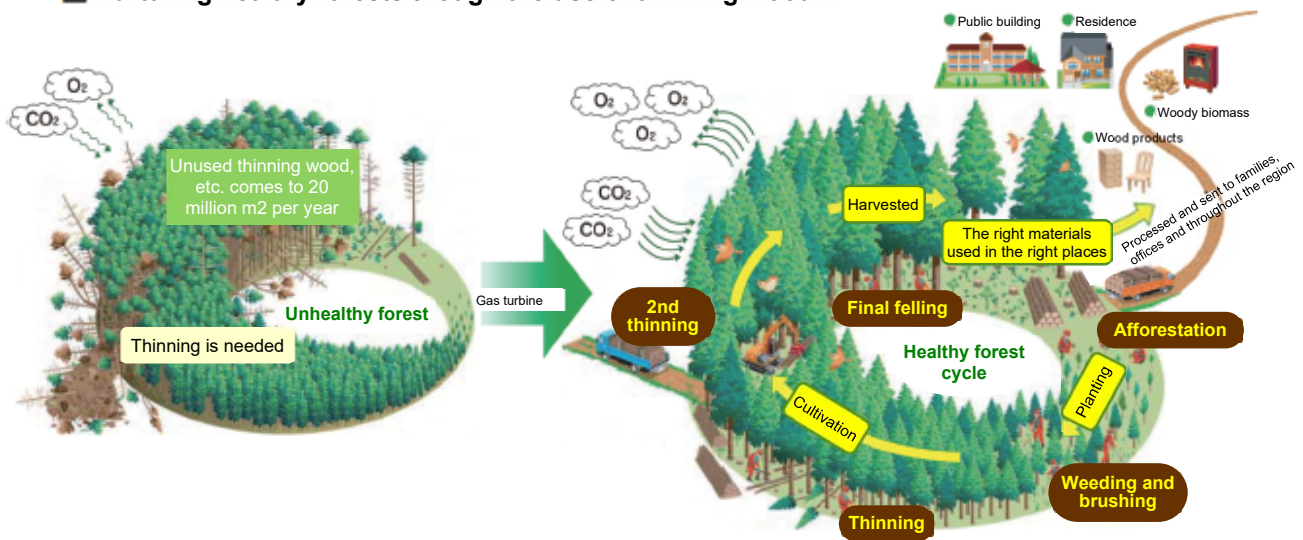 Public building
Residence
O₂
CO₂
O₂
O₂
O₂
Woody biomass
Unused thinning wood,
etc. comes to 20
million m2 per year
Wood products
CO₂
CO₂
Harvested
The right materials
used in the right places
Processed and sent to families,
offices and throughout the region
Gas turbine
Unhealthy forest
2nd
thinning
Final felling
Afforestation
Thinning is needed
Healthy forest
cycle
Planting
Cultivation
Weeding and
brushing
Thinning